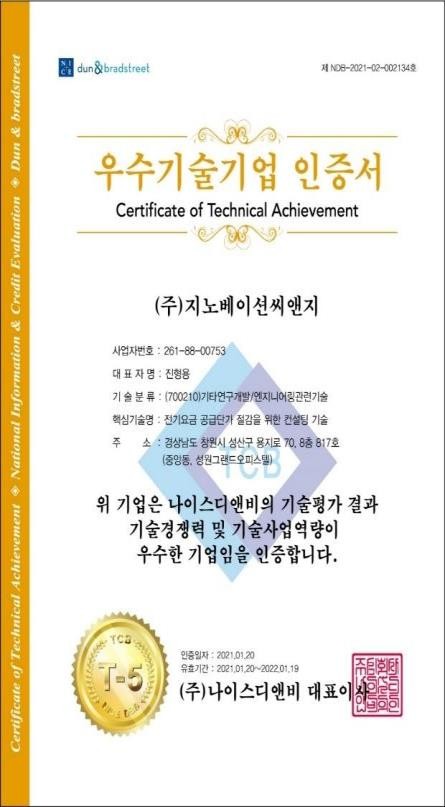 NICE dun & bradstreet
제 NDB-2021-02-002134호
우수기술기업 인증서
Certificate of Technical Achievement
(주)지노베이션씨앤지
사업자번호 : 261-88-00753
대 표 자 명 : 진형용
기 술 분 류 : (700210)기타연구개발/엔지니어링관련기술
핵심기술명 : 전기요금 공급단가 절감을 위한 컨설팅 기술
주 소 : 경상남도 창원시 성산구 용지로 70, 8층 817호
(중앙동, 성원그랜드오피스텔)
TCB
위 기업은 나이스디앤비의 기술평가 결과
기술경쟁력 및 기술사업역량이
우수한 기업임을 인증합니다.
인증일자 : 2021.01.20
유효기간 : 2021.01.20~2022.01.19
(주)나이스디앤비 대표이사
TCB
T-5
Certificate of Technical Achievement ◈ National Information & Credit Evaluation ◈ Dun & bradstreet